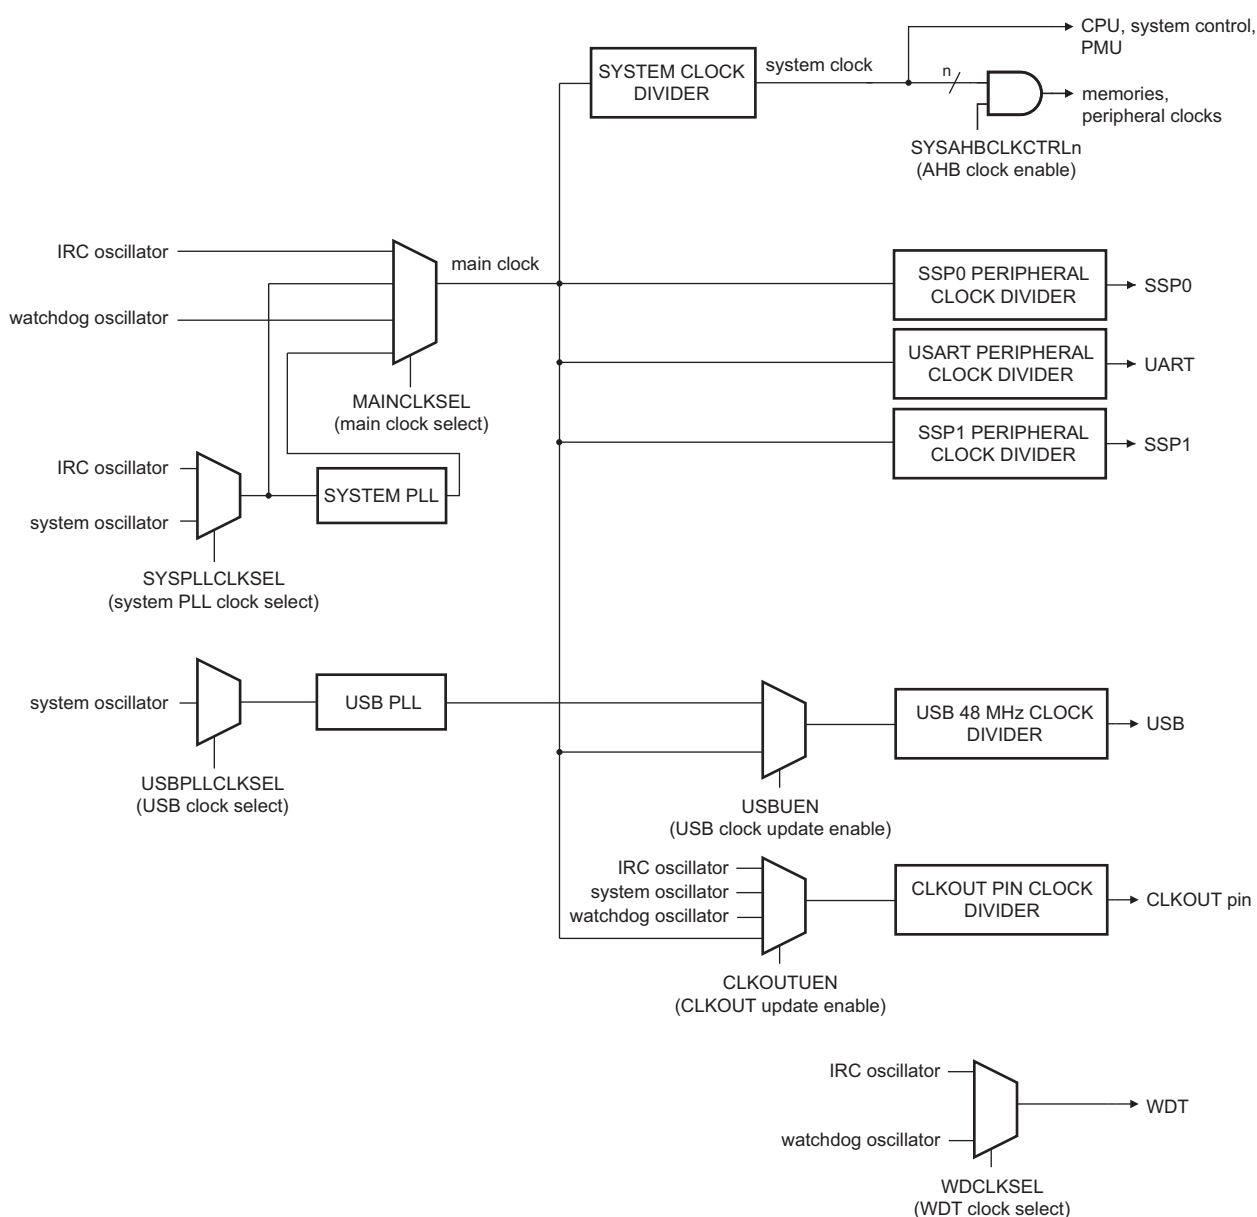 CPU, system control,
PMU
SYSTEM CLOCK
DIVIDER
system clock
n
memories,
peripheral clocks
SYSAHBCLKCTRLn
(AHB clock enable)
IRC oscillator
watchdog oscillator
main clock
MAINCLKSEL
(main clock select)
SSP0 PERIPHERAL
CLOCK DIVIDER
SSP0
USART PERIPHERAL
CLOCK DIVIDER
UART
SSP1 PERIPHERAL
CLOCK DIVIDER
SSP1
IRC oscillator
system oscillator
SYSTEM PLL
SYSPLLCLKSEL
(system PLL clock select)
system oscillator
USB PLL
USBPLLCLKSEL
(USB clock select)
USB 48 MHz CLOCK
DIVIDER
USB
USBUEN
(USB clock update enable)
IRC oscillator
system oscillator
watchdog oscillator
CLKOUT PIN CLOCK
DIVIDER
CLKOUT pin
CLKOUTUEN
(CLKOUT update enable)
IRC oscillator
watchdog oscillator
WDT
WDCLKSEL
(WDT clock select)